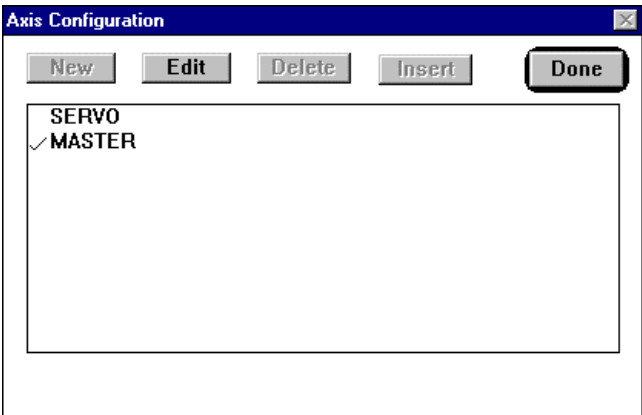 Axis Configuration
New Edit Delete Insert Done
SERVO
MASTER